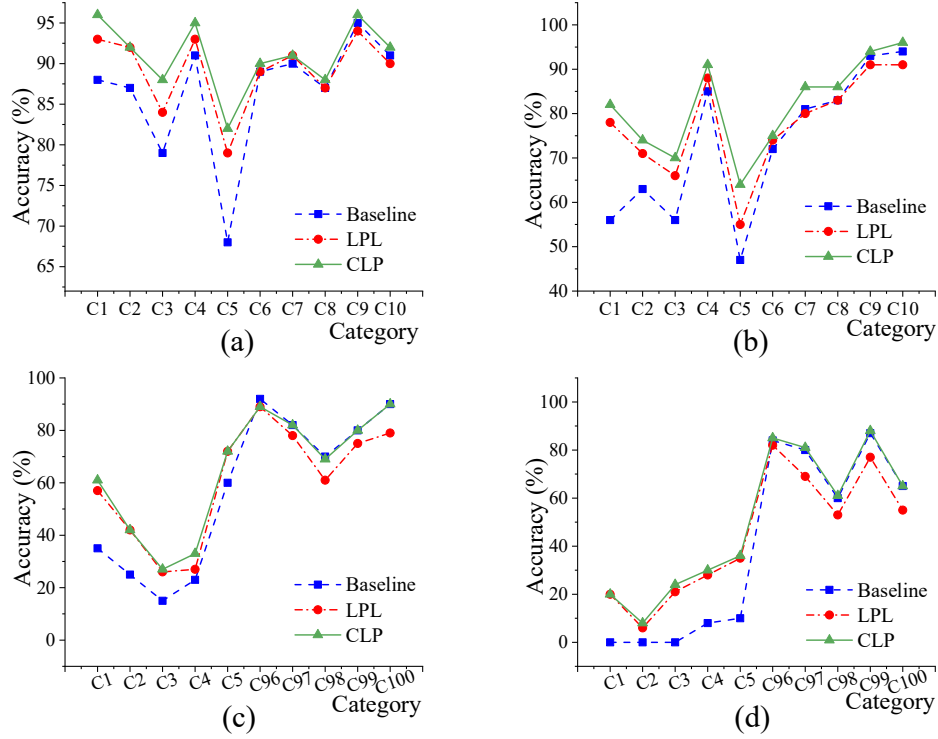 Accuracy (%)
95
90
85
80
75
70
65
Baseline
LPL
CLP
C1 C2 C3 C4 C5 C6 C7 C8 C9 C10
Category
(a)
Accuracy (%)
100
90
80
70
60
50
40
Baseline
LPL
CLP
C1 C2 C3 C4 C5 C6 C7 C8 C9 C10
Category
(b)
Accuracy (%)
100
80
60
40
20
0
Baseline
LPL
CLP
C1 C2 C3 C4 C5 C96 C97 C98 C99 C100
Category
(c)
Accuracy (%)
100
80
60
40
20
0
Baseline
LPL
CLP
C1 C2 C3 C4 C5 C96 C97 C98 C99 C100
Category
(d)